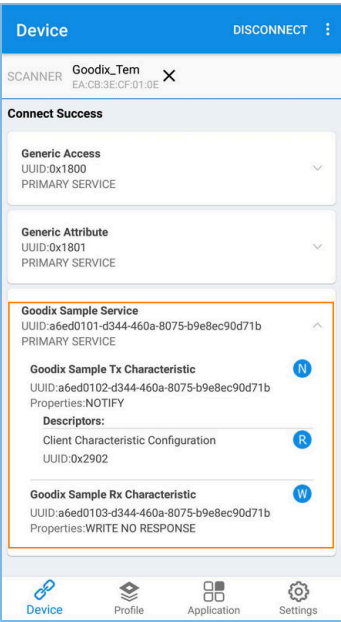 Device
DISCONNECT
SCANNER
Goodix_Tem
EA:CB:3E:CF:01:0E
Connect Success
Generic Access
UUID:0x1800
PRIMARY SERVICE
Generic Attribute
UUID:0x1801
PRIMARY SERVICE
Goodix Sample Service
UUID:a6ed0101-d344-460a-8075-b9e8ec90d71b
PRIMARY SERVICE
Goodix Sample Tx Characteristic
N
UUID:a6ed0102-d344-460a-8075-b9e8ec90d71b
Properties:NOTIFY
Descriptors:
Client Characteristic Configuration
R
UUID:0x2902
Goodix Sample Rx Characteristic
W
UUID:a6ed0103-d344-460a-8075-b9e8ec90d71b
Properties:WRITE NO RESPONSE
Device
Profile
Application
Settings